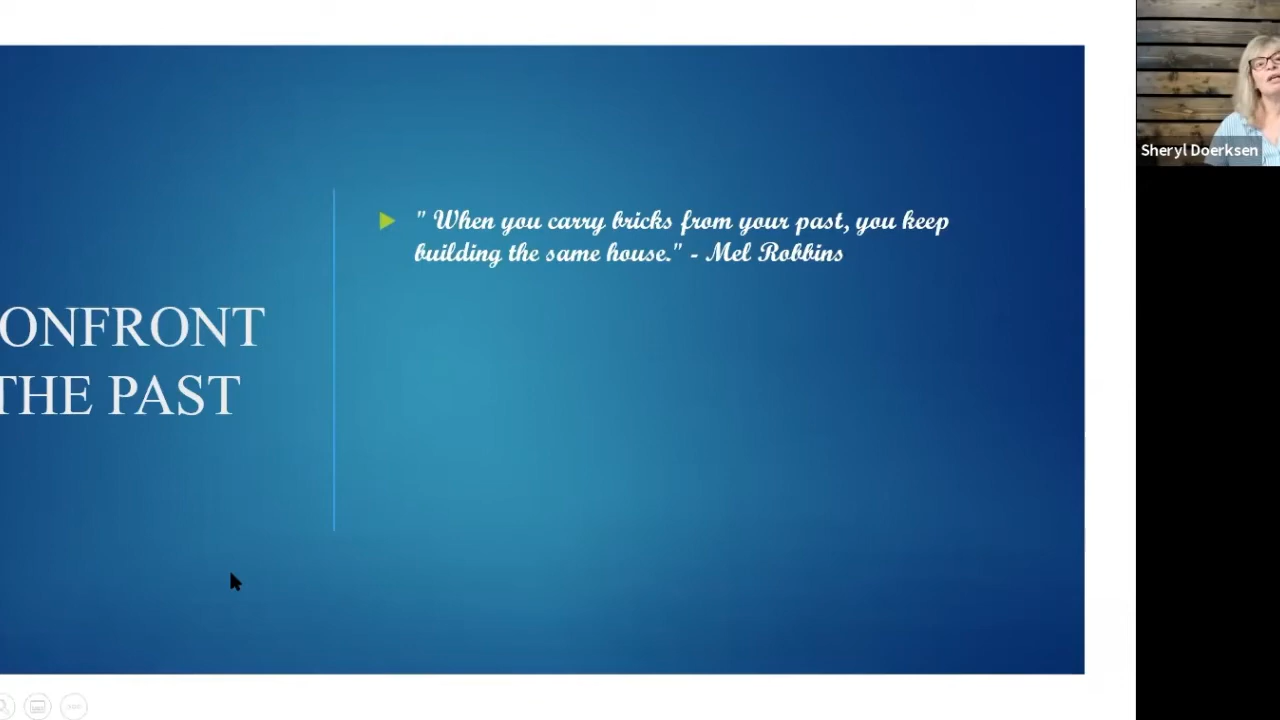 " When you carry bricks from your past, you keep
building the same house." - Mel Robbins
ONFRONT
THE PAST
Sheryl Doerksen